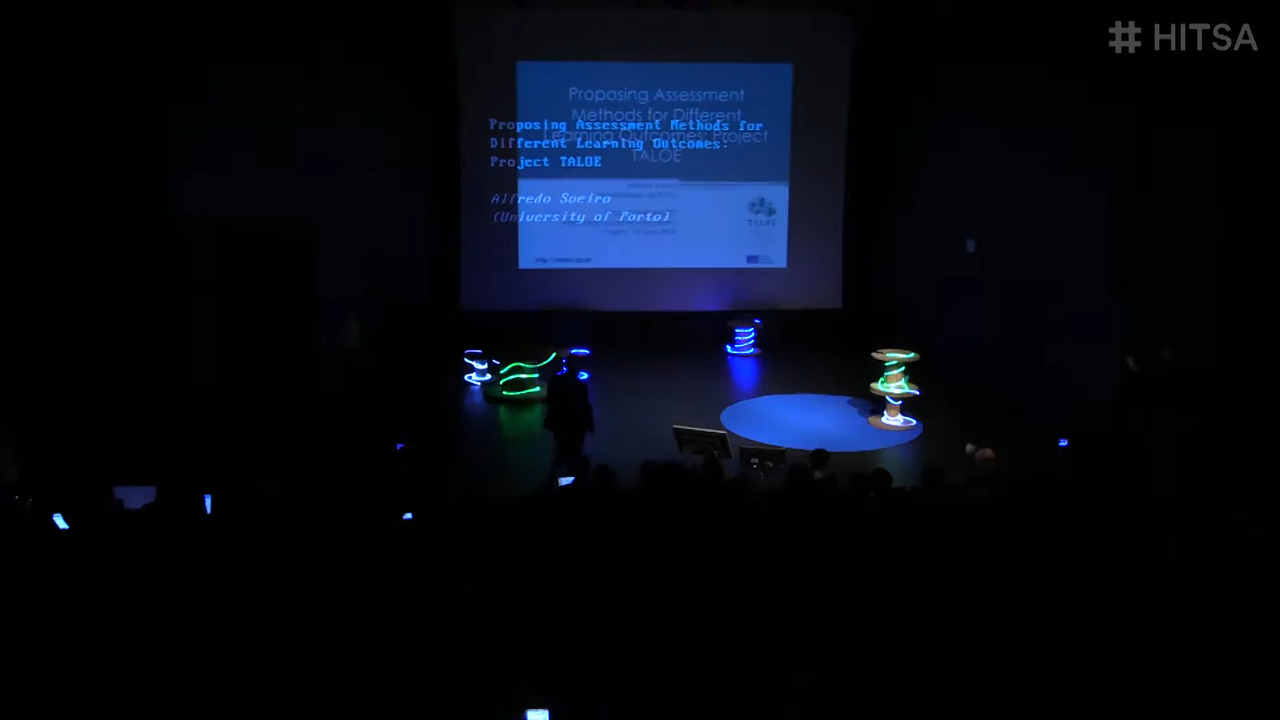 # HITSA
Proposing Assessment
Methods for Different
Learning Outcomes: Project
TALOE
Proposing Assessment Methods for
Different Learning Outcomes:
Project TALOE
Alfredo Soeiro
(University of Porto)
TALOE